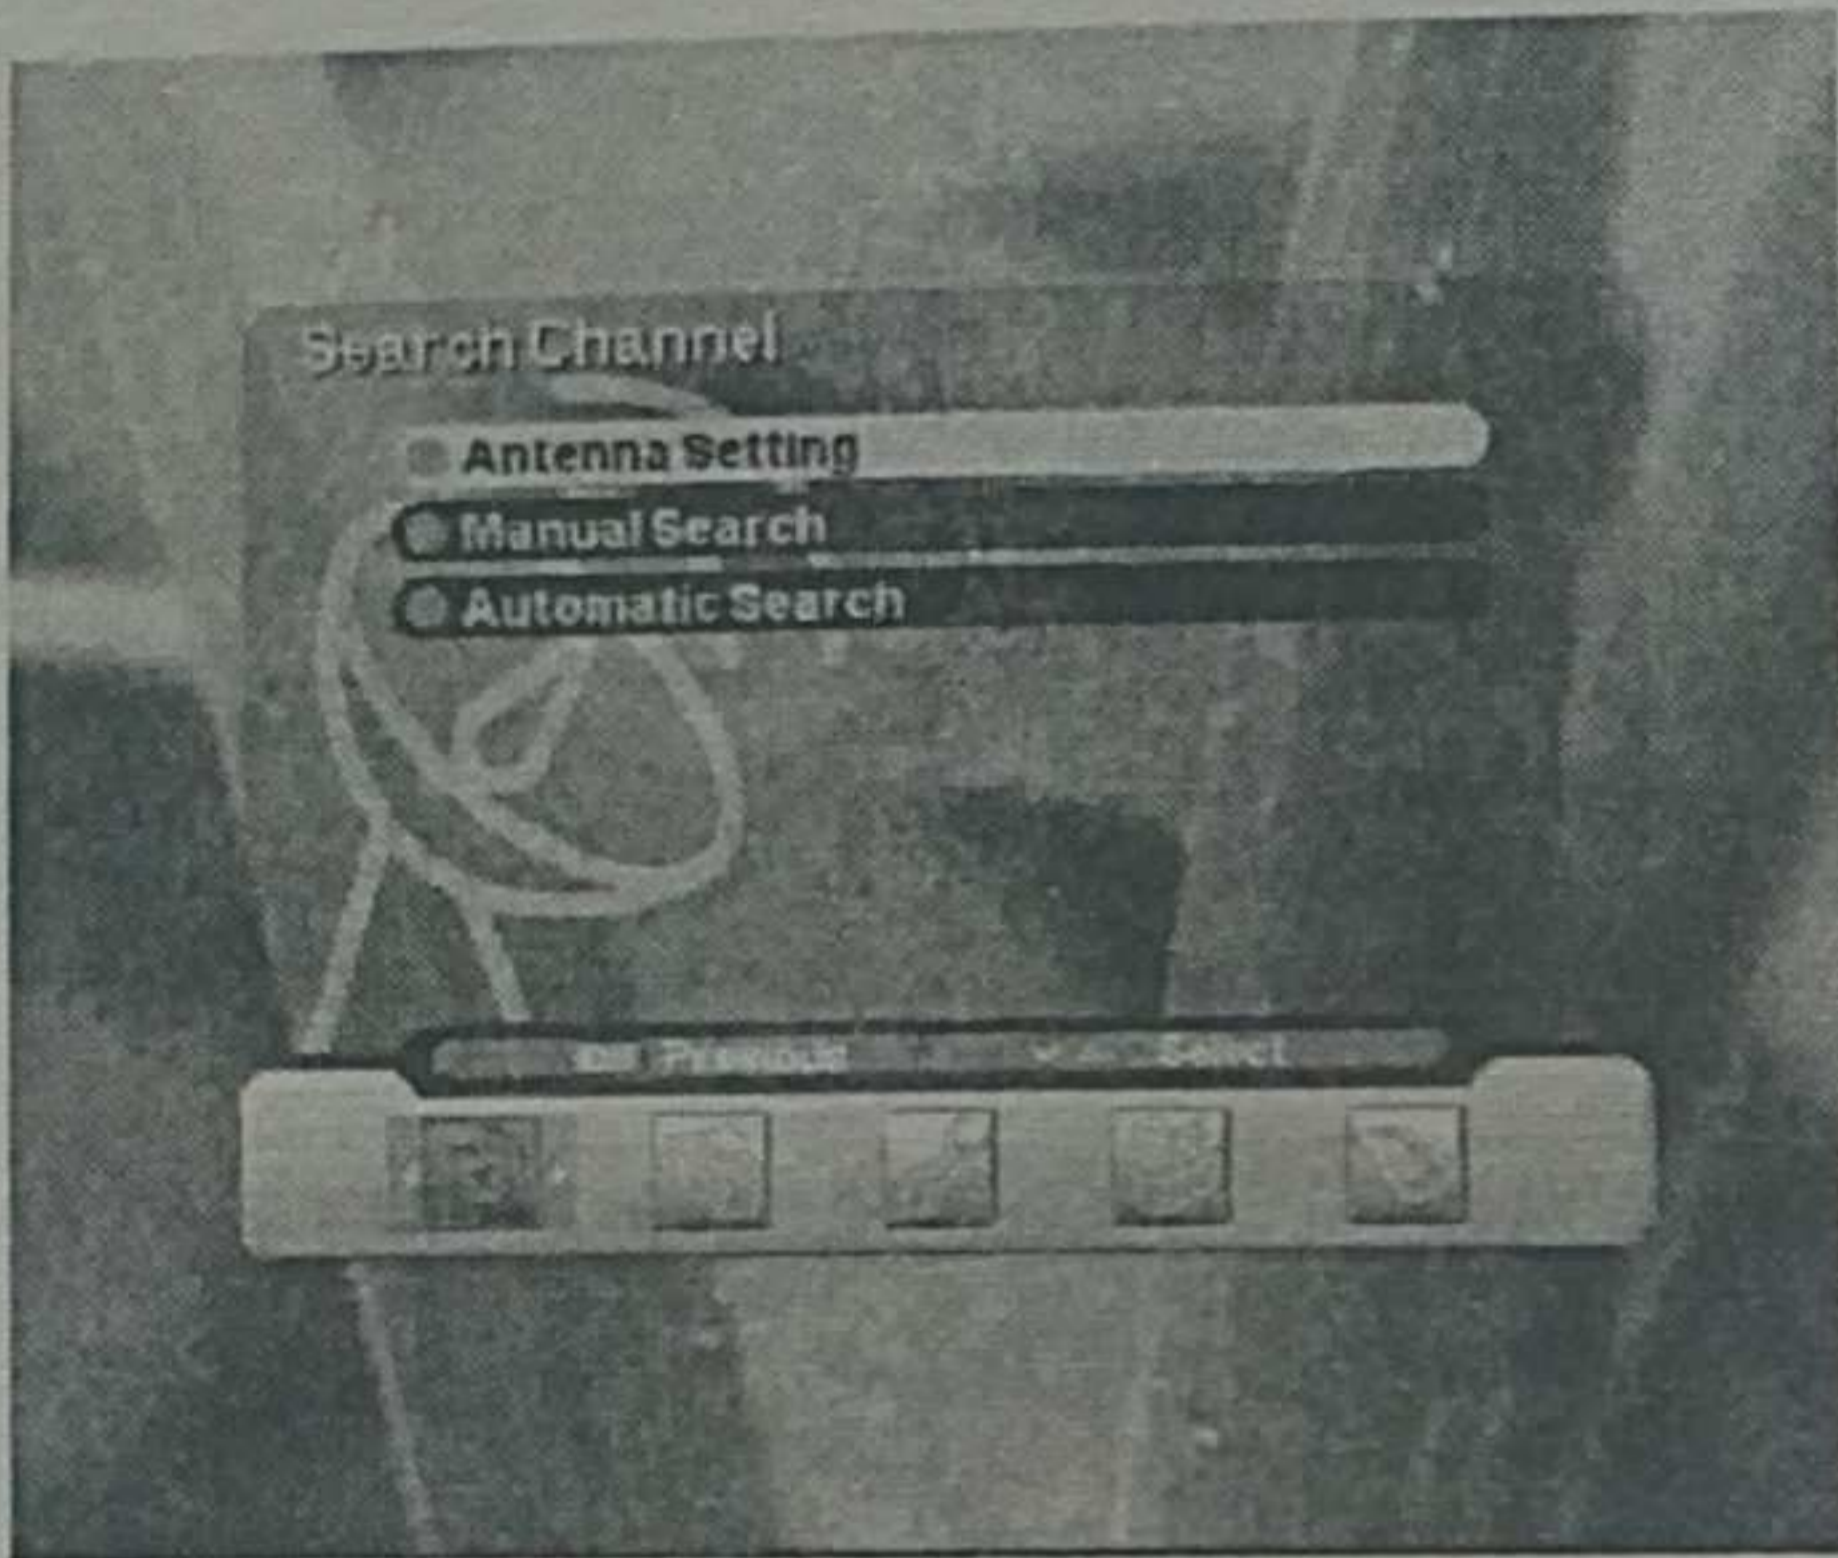 Search Channel
Antenna Setting
Manual Search
Automatic Search
Previous Select